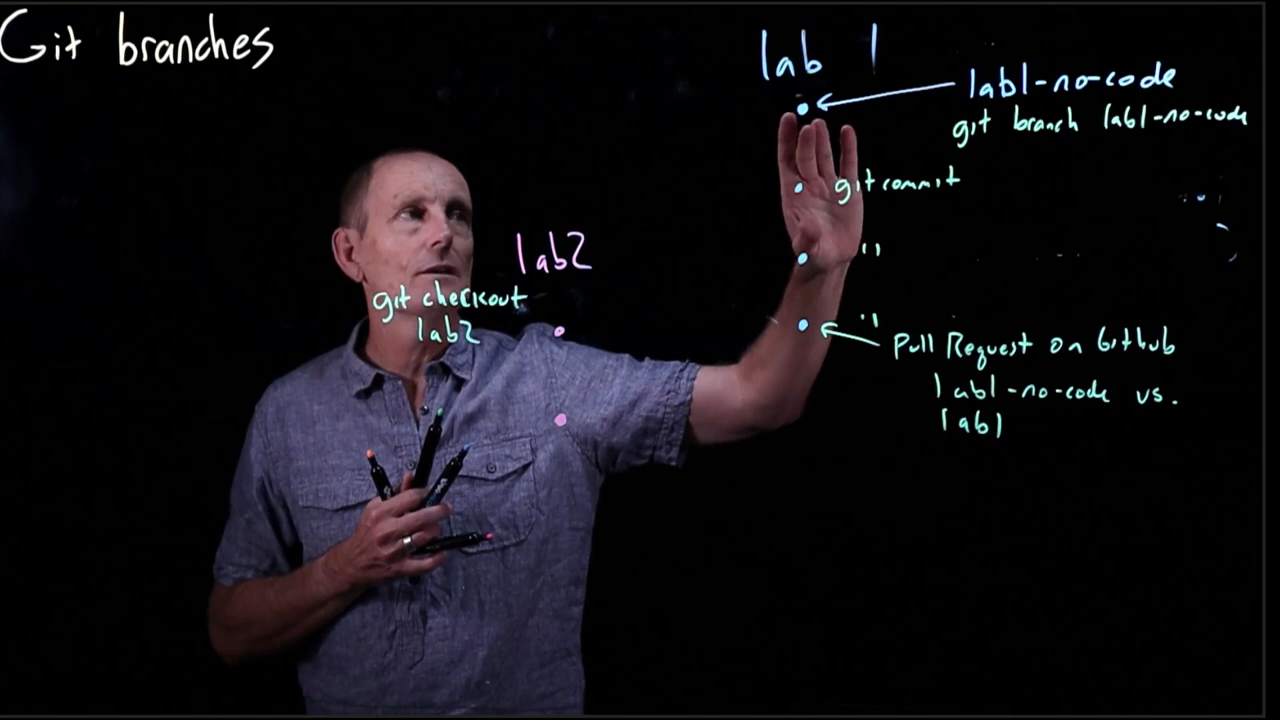 Git branches
lab 1
lab1-no-code
git branch lab1-no-code
git commit
"
"
lab2
git checkout
lab2
Pull Request on Github
lab1-no-code vs.
lab1